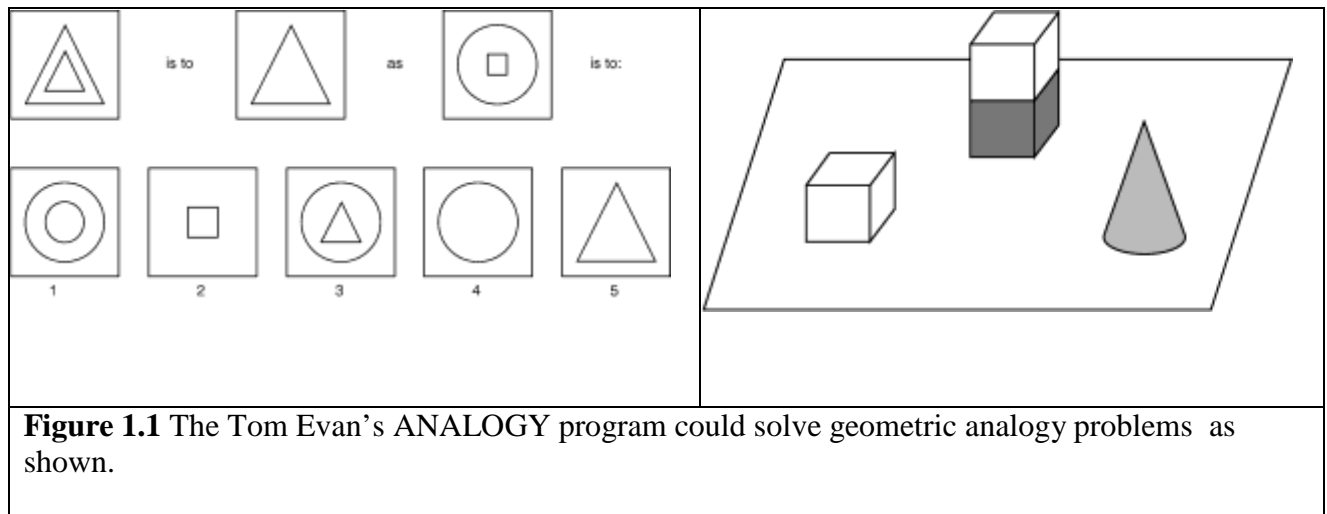 is to as is to:
1 2 3 4 5
Figure 1.1 The Tom Evan’s ANALOGY program could solve geometric analogy problems as
shown.